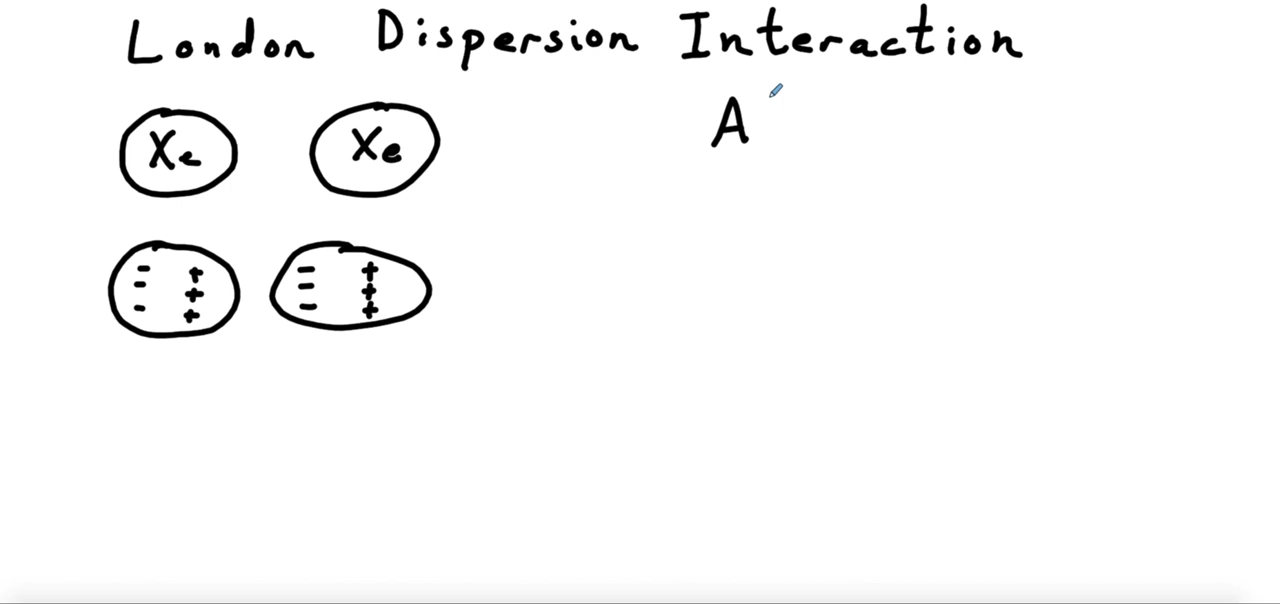 London Dispersion Interaction
Xe Xe A
- + - +
- + - +
- + - +